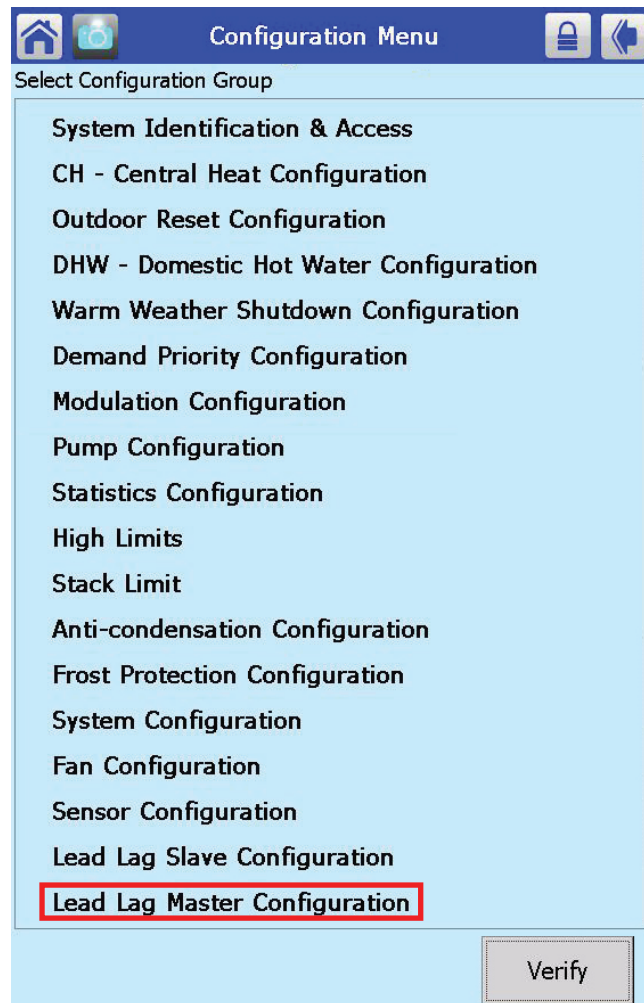 Configuration Menu
Select Configuration Group
System Identification & Access
CH - Central Heat Configuration
Outdoor Reset Configuration
DHW - Domestic Hot Water Configuration
Warm Weather Shutdown Configuration
Demand Priority Configuration
Modulation Configuration
Pump Configuration
Statistics Configuration
High Limits
Stack Limit
Anti-condensation Configuration
Frost Protection Configuration
System Configuration
Fan Configuration
Sensor Configuration
Lead Lag Slave Configuration
Lead Lag Master Configuration
Verify